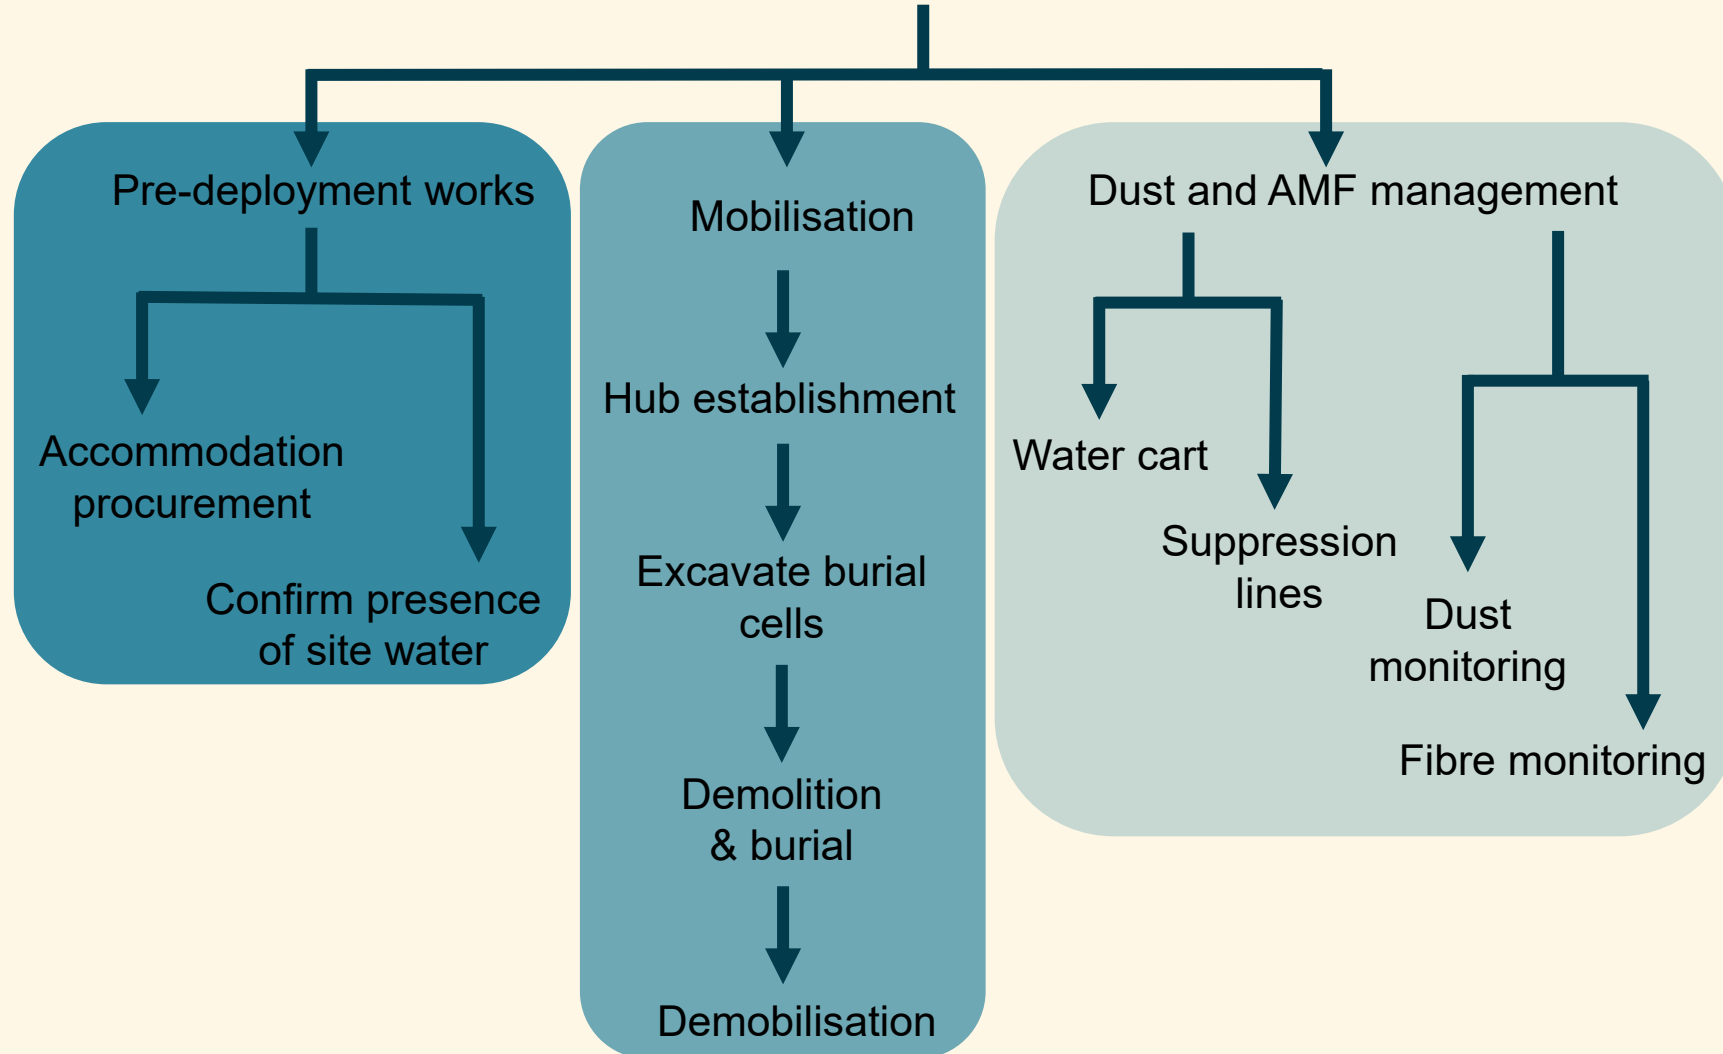 Pre-deployment works
Accommodation
procurement
Confirm presence
of site water
Mobilisation
Hub establishment
Excavate burial
cells
Demolition
& burial
Demobilisation
Dust and AMF management
Water cart
Suppression
lines
Dust
monitoring
Fibre monitoring